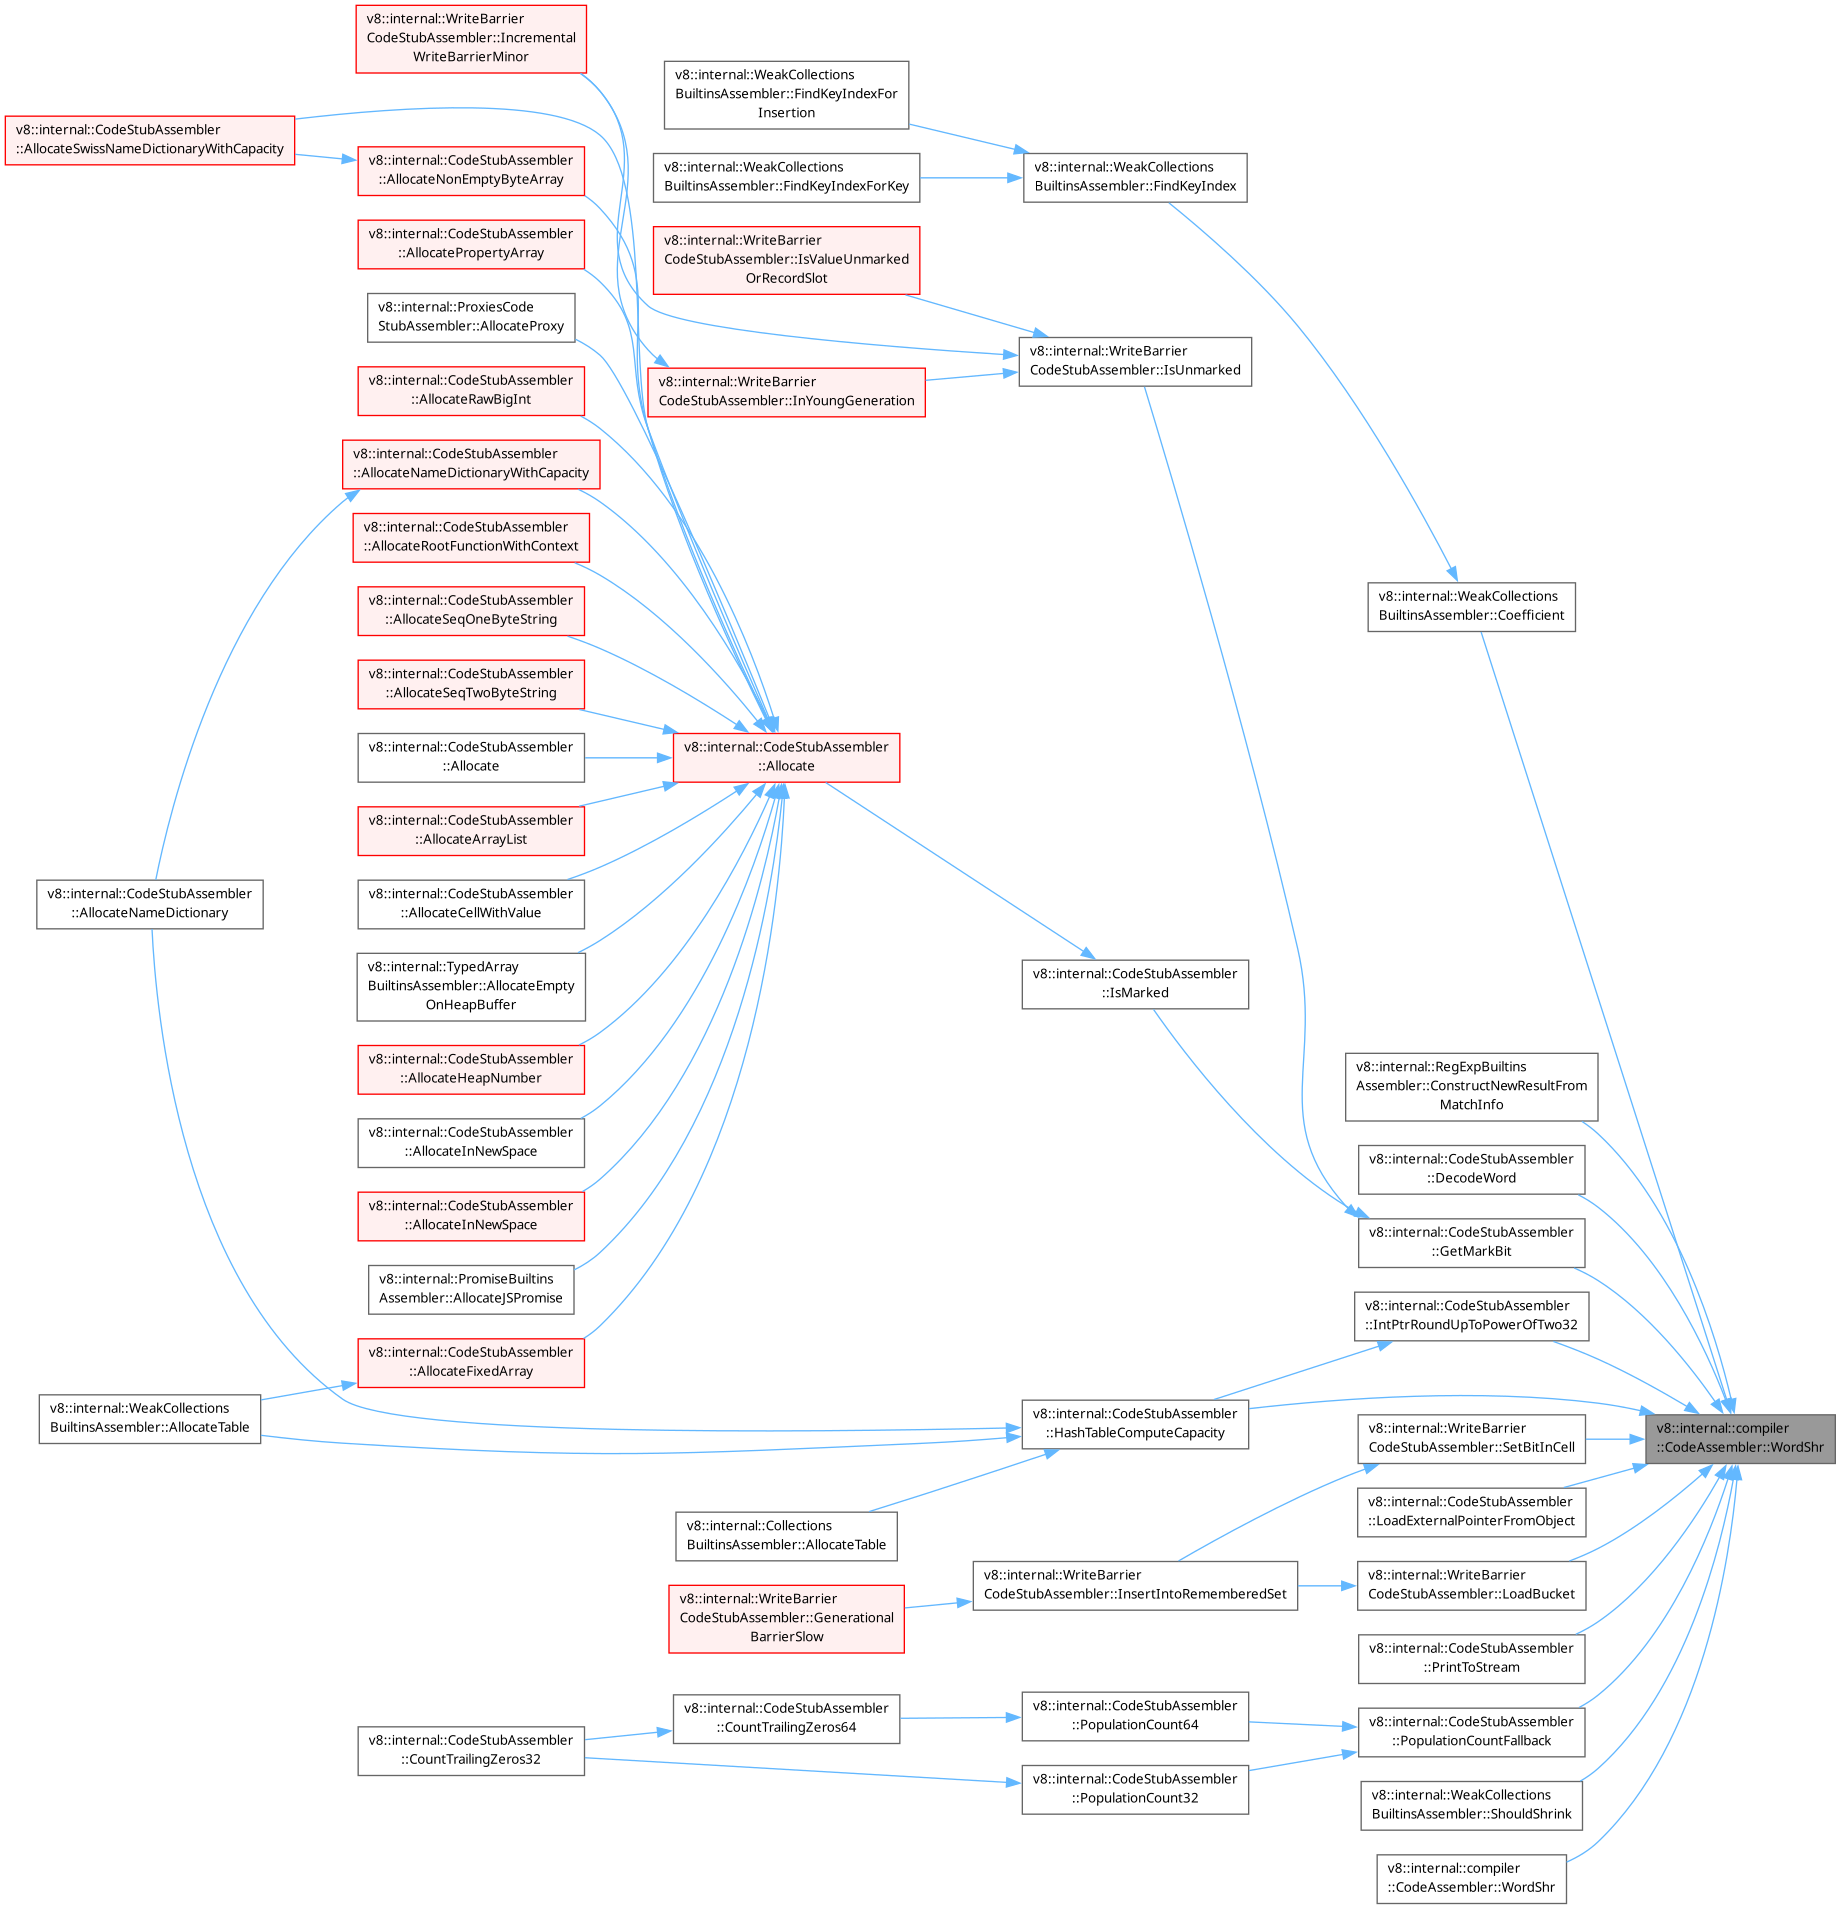 v8::internal::WriteBarrier
CodeStubAssembler::Incremental
WriteBarrierMinor
v8::internal::WeakCollections
BuiltinsAssembler::FindKeyIndexFor
Insertion
v8::internal::CodeStubAssembler
::AllocateSwissNameDictionaryWithCapacity
v8::internal::CodeStubAssembler
::AllocateNonEmptyByteArray
v8::internal::WeakCollections
BuiltinsAssembler::FindKeyIndexForKey
v8::internal::WeakCollections
BuiltinsAssembler::FindKeyIndex
v8::internal::CodeStubAssembler
::AllocatePropertyArray
v8::internal::WriteBarrier
CodeStubAssembler::IsValueUnmarked
OrRecordSlot
v8::internal::ProxiesCode
StubAssembler::AllocateProxy
v8::internal::WriteBarrier
CodeStubAssembler::IsUnmarked
v8::internal::CodeStubAssembler
::AllocateRawBigInt
v8::internal::WriteBarrier
CodeStubAssembler::InYoungGeneration
v8::internal::CodeStubAssembler
::AllocateNameDictionaryWithCapacity
v8::internal::CodeStubAssembler
::AllocateRootFunctionWithContext
v8::internal::CodeStubAssembler
::AllocateSeqOneByteString
v8::internal::WeakCollections
BuiltinsAssembler::Coefficient
v8::internal::CodeStubAssembler
::AllocateSeqTwoByteString
v8::internal::CodeStubAssembler
::Allocate
v8::internal::CodeStubAssembler
::Allocate
v8::internal::CodeStubAssembler
::AllocateArrayList
v8::internal::CodeStubAssembler
::AllocateNameDictionary
v8::internal::CodeStubAssembler
::AllocateCellWithValue
v8::internal::TypedArray
BuiltinsAssembler::AllocateEmpty
OnHeapBuffer
v8::internal::CodeStubAssembler
::IsMarked
v8::internal::CodeStubAssembler
::AllocateHeapNumber
v8::internal::RegExpBuiltins
Assembler::ConstructNewResultFrom
MatchInfo
v8::internal::CodeStubAssembler
::AllocateInNewSpace
v8::internal::CodeStubAssembler
::DecodeWord
v8::internal::CodeStubAssembler
::AllocateInNewSpace
v8::internal::CodeStubAssembler
::GetMarkBit
v8::internal::PromiseBuiltins
Assembler::AllocateJSPromise
v8::internal::CodeStubAssembler
::IntPtrRoundUpToPowerOfTwo32
v8::internal::CodeStubAssembler
::AllocateFixedArray
v8::internal::WeakCollections
BuiltinsAssembler::AllocateTable
v8::internal::CodeStubAssembler
::HashTableComputeCapacity
v8::internal::WriteBarrier
CodeStubAssembler::SetBitInCell
v8::internal::compiler
::CodeAssembler::WordShr
v8::internal::CodeStubAssembler
::LoadExternalPointerFromObject
v8::internal::Collections
BuiltinsAssembler::AllocateTable
v8::internal::WriteBarrier
CodeStubAssembler::InsertIntoRememberedSet
v8::internal::WriteBarrier
CodeStubAssembler::LoadBucket
v8::internal::WriteBarrier
CodeStubAssembler::Generational
BarrierSlow
v8::internal::CodeStubAssembler
::PrintToStream
v8::internal::CodeStubAssembler
::CountTrailingZeros64
v8::internal::CodeStubAssembler
::PopulationCount64
v8::internal::CodeStubAssembler
::PopulationCountFallback
v8::internal::CodeStubAssembler
::CountTrailingZeros32
v8::internal::CodeStubAssembler
::PopulationCount32
v8::internal::WeakCollections
BuiltinsAssembler::ShouldShrink
v8::internal::compiler
::CodeAssembler::WordShr